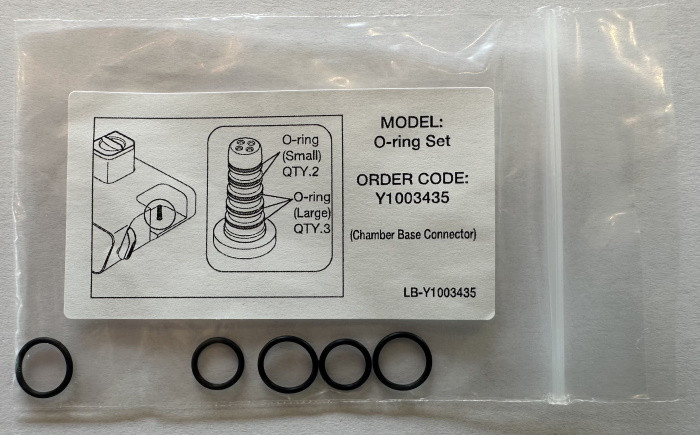 O-ring
(Small)
QTY.2
O-ring
(Large)
QTY.3
MODEL:
O-ring Set
ORDER CODE:
Y1003435
(Chamber Base Connector)
LB-Y1003435